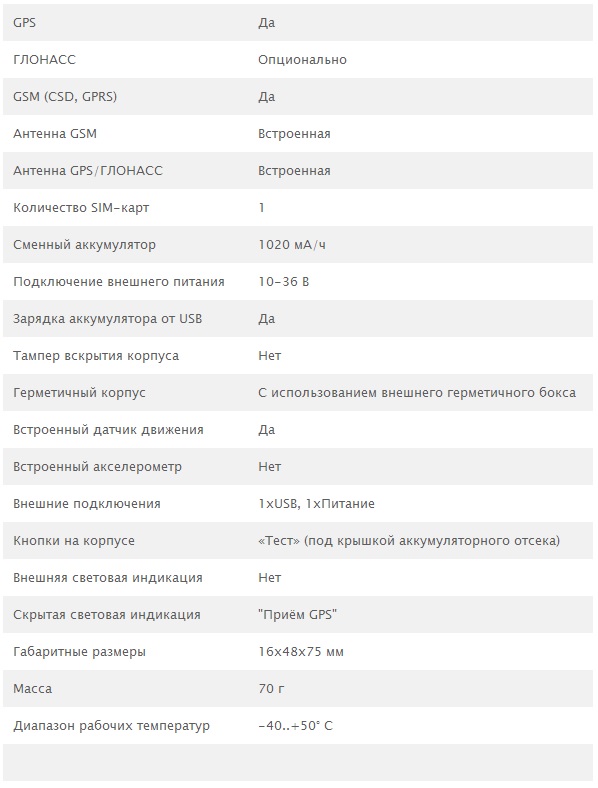 GPS Да
ГЛОНАСС Опционально
GSM (CSD, GPRS) Да
Антенна GSM Встроенная
Антенна GPS/ГЛОНАСС Встроенная
Количество SIM-карт 1
Сменный аккумулятор 1020 мА/ч
Подключение внешнего питания 10-36 В
Зарядка аккумулятора от USB Да
Тампер вскрытия корпуса Нет
Герметичный корпус С использованием внешнего герметичного бокса
Встроенный датчик движения Да
Встроенный акселерометр Нет
Внешние подключения 1xUSB, 1xПитание
Кнопки на корпусе «Тест» (под крышкой аккумуляторного отсека)
Внешняя световая индикация Нет
Скрытая световая индикация "Приём GPS"
Габаритные размеры 16х48х75 мм
Масса 70 г
Диапазон рабочих температур -40..+50° С